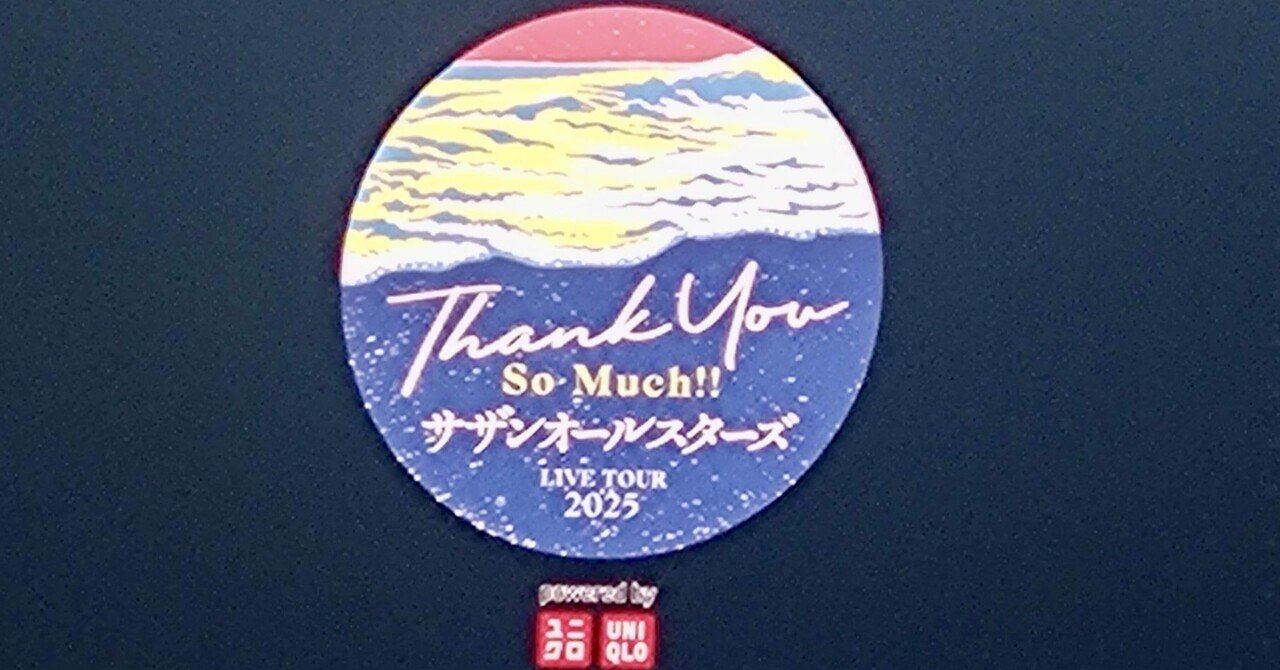 Thank You
So Much!!
サザンオールスターズ
LIVE TOUR
2025
powered by
ユニ UNI
クロ QLO